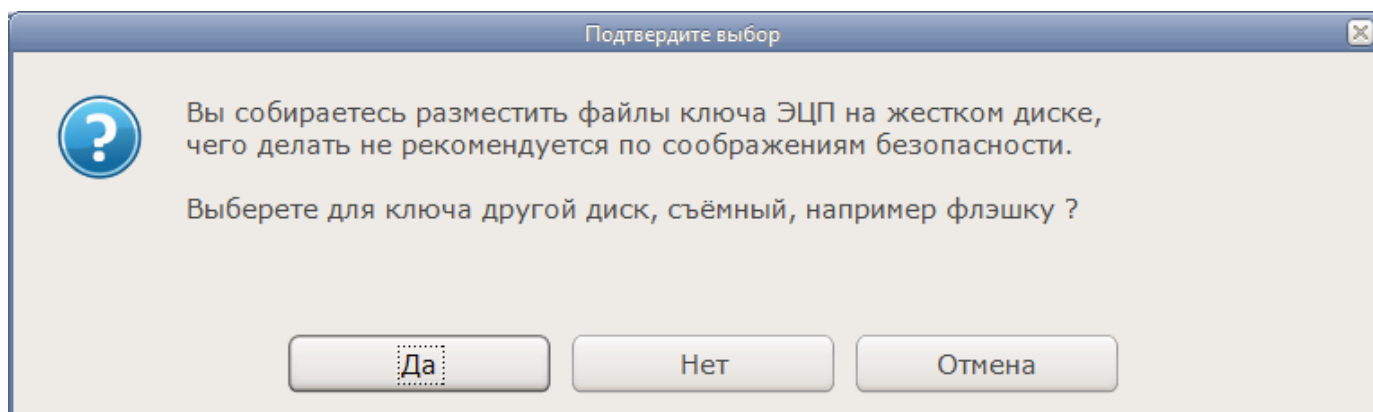 Подтвердите выбор
Вы собираетесь разместить файлы ключа ЭЦП на жестком диске,
чего делать не рекомендуется по соображениям безопасности.
Выберете для ключа другой диск, съёмный, например флэшку ?
Да
Нет
Отмена